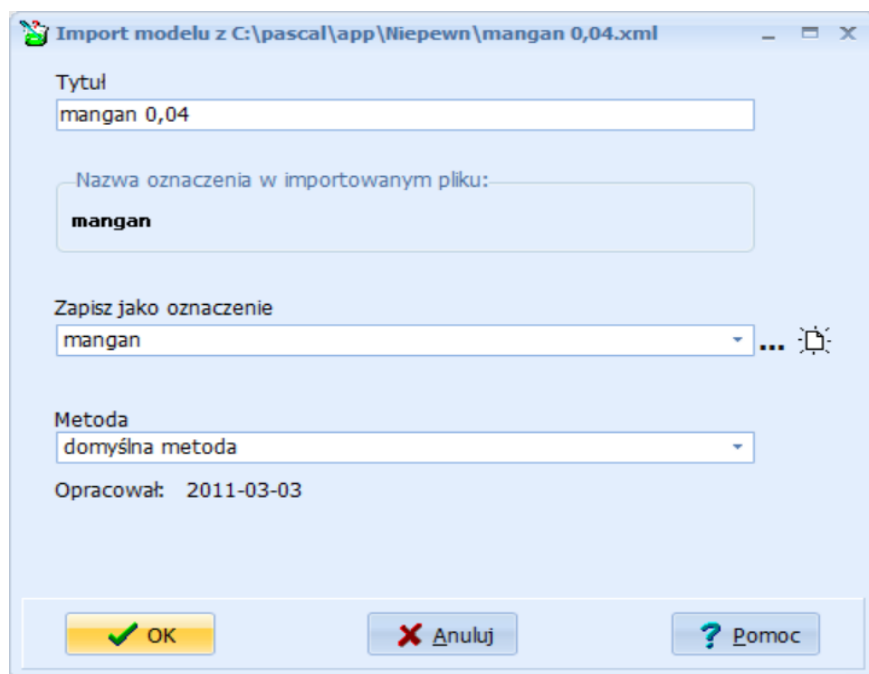 Import modelu z C:\pascal\app\Niepewn\mangan 0,04.xml
Tytuł
mangan 0,04
Nazwa oznaczenia w importowanym pliku:
mangan
Zapisz jako oznaczenie
mangan
...
Metoda
domyślna metoda
Opracował: 2011-03-03
OK Anuluj Pomoc